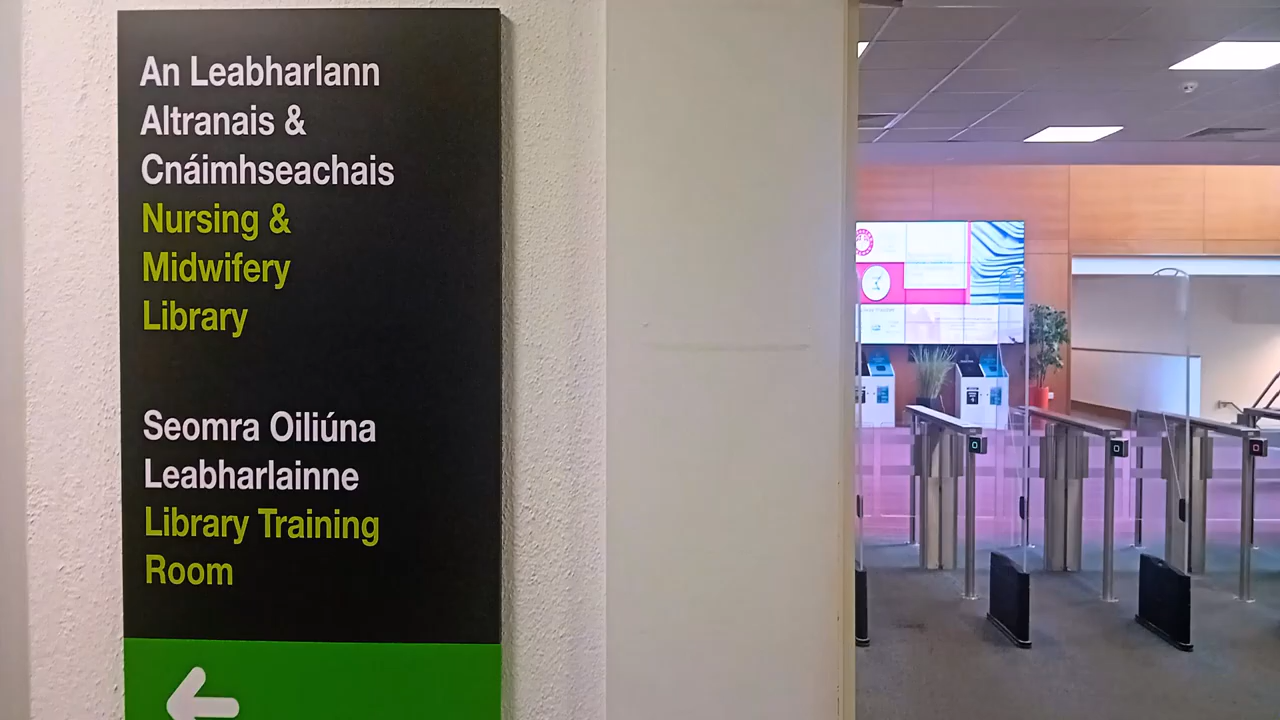 An Leabharlann
Altranais &
Cnáimhseachais
Nursing &
Midwifery
Library
Seomra Oiliúna
Leabharlainne
Library Training
Room